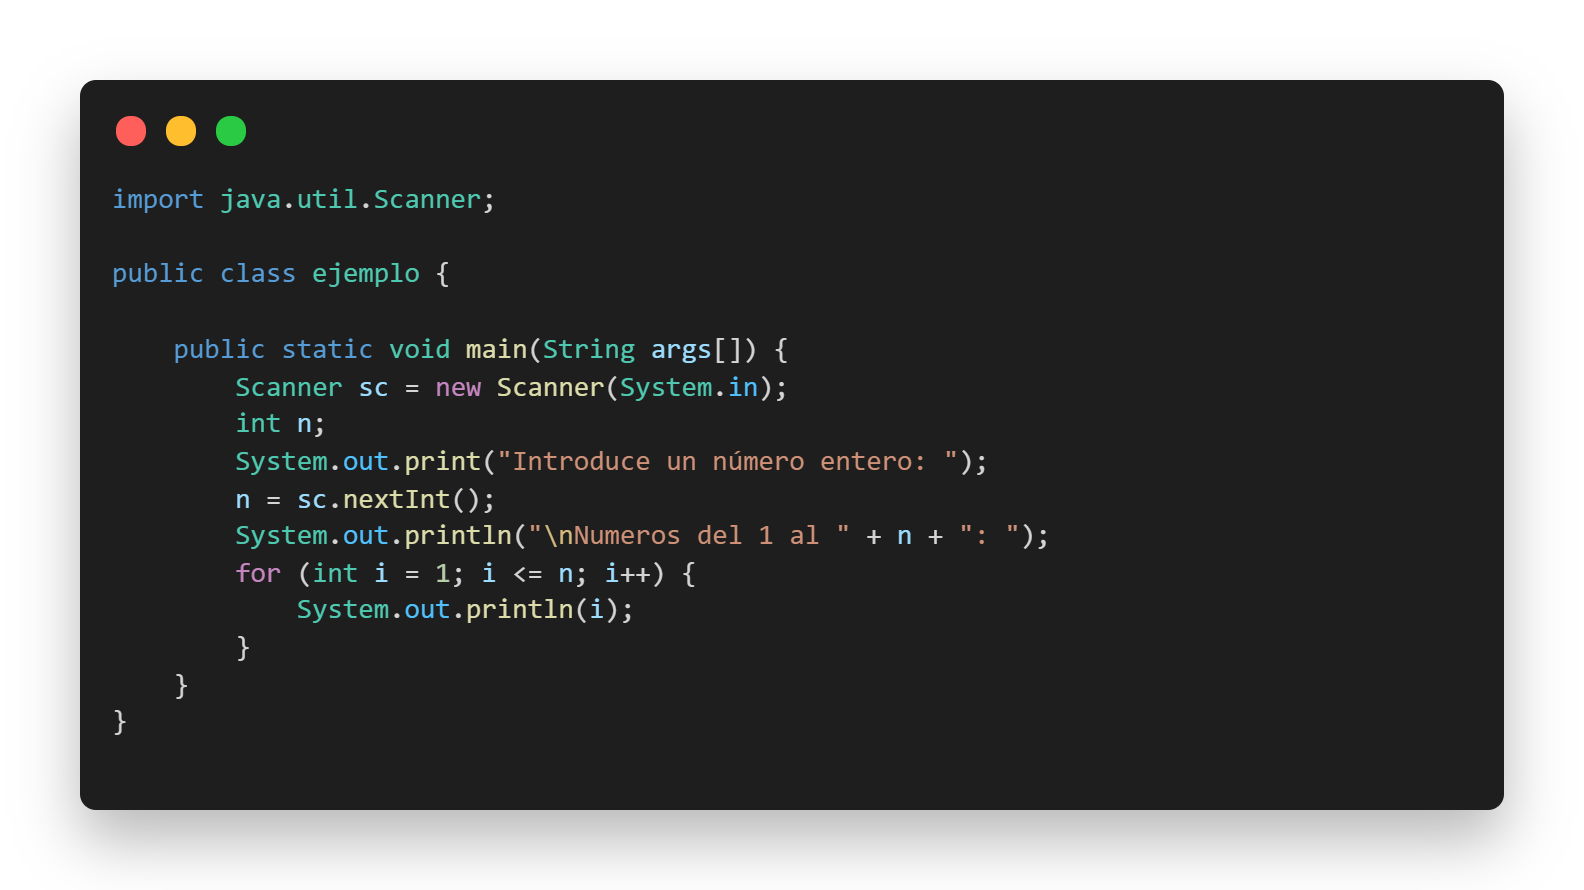 import java.util.Scanner;

public class ejemplo {

    public static void main(String args[]) {
        Scanner sc = new Scanner(System.in);
        int n;
        System.out.print("Introduce un número entero: ");
        n = sc.nextInt();
        System.out.println("\nNumeros del 1 al " + n + ": ");
        for (int i = 1; i <= n; i++) {
            System.out.println(i);
        }
    }
}